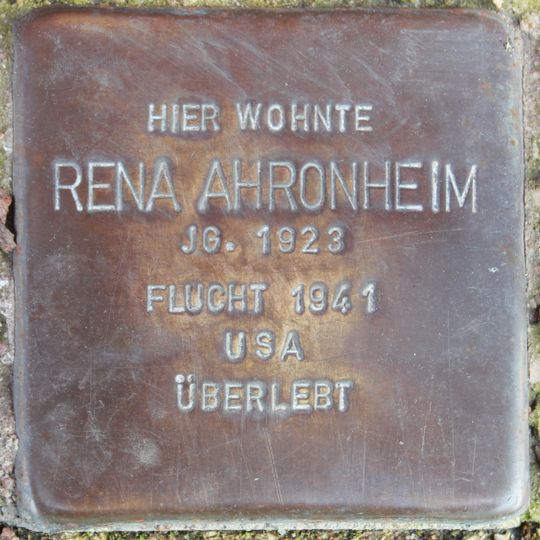 HIER WOHNTE
RENA AHRONHEIM
JG. 1923
FLUCHT 1941
USA
ÜBERLEBT